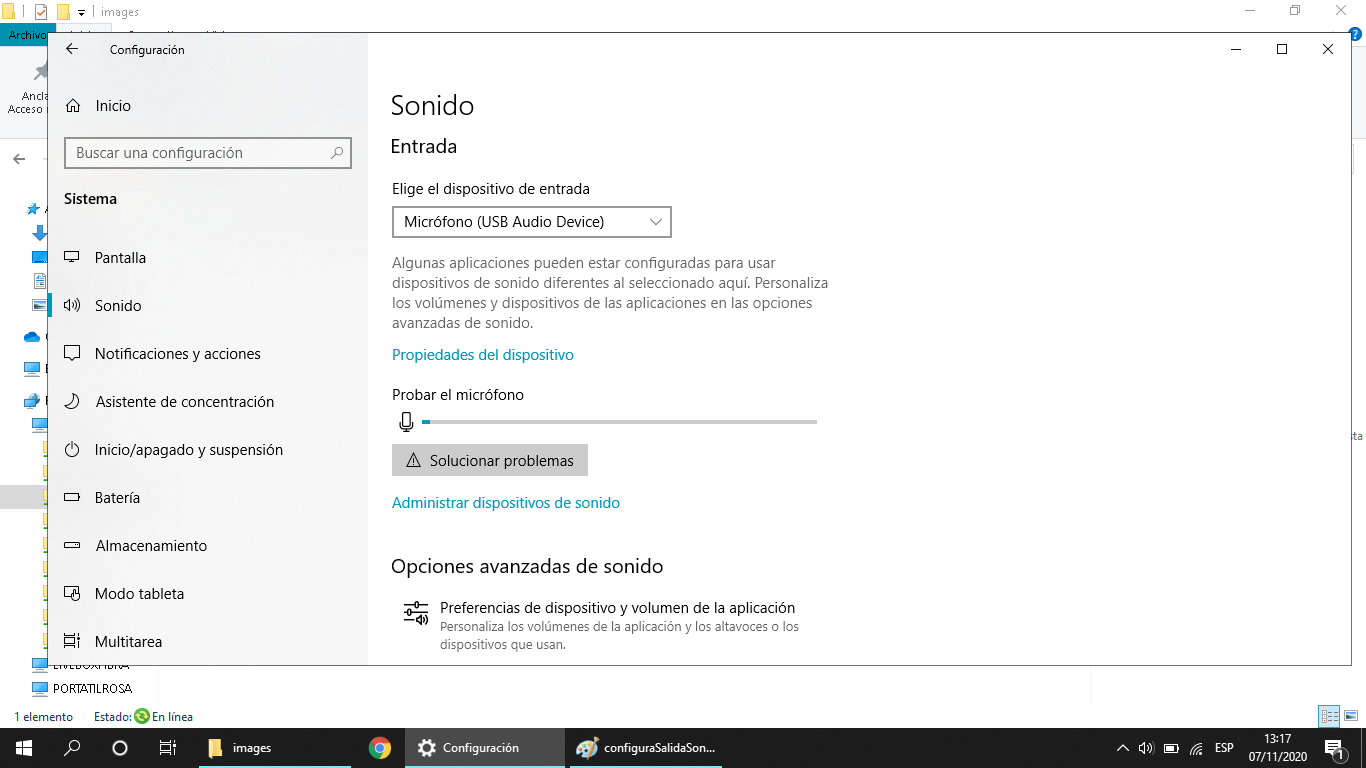 images
Archivo
Configuración
Ancla
Acceso
Inicio
Buscar una configuración
Sistema
Pantalla
Sonido
Notificaciones y acciones
Asistente de concentración
Inicio/apagado y suspensión
Batería
Almacenamiento
Modo tableta
Multitarea
Sonido
Entrada
Elige el dispositivo de entrada
Micrófono (USB Audio Device)
Algunas aplicaciones pueden estar configuradas para usar
dispositivos de sonido diferentes al seleccionado aquí. Personaliza
los volúmenes y dispositivos de las aplicaciones en las opciones
avanzadas de sonido.
Propiedades del dispositivo
Probar el micrófono
Solucionar problemas
Administrar dispositivos de sonido
Opciones avanzadas de sonido
Preferencias de dispositivo y volumen de la aplicación
Personaliza los volúmenes de la aplicación y los altavoces o los
dispositivos que usan.
sta
LIVEBOXFIBRA
PORTATILROSA
1 elemento Estado: En línea
images
Configuración
configuraSalidaSon...
ESP
13:17
07/11/2020
1